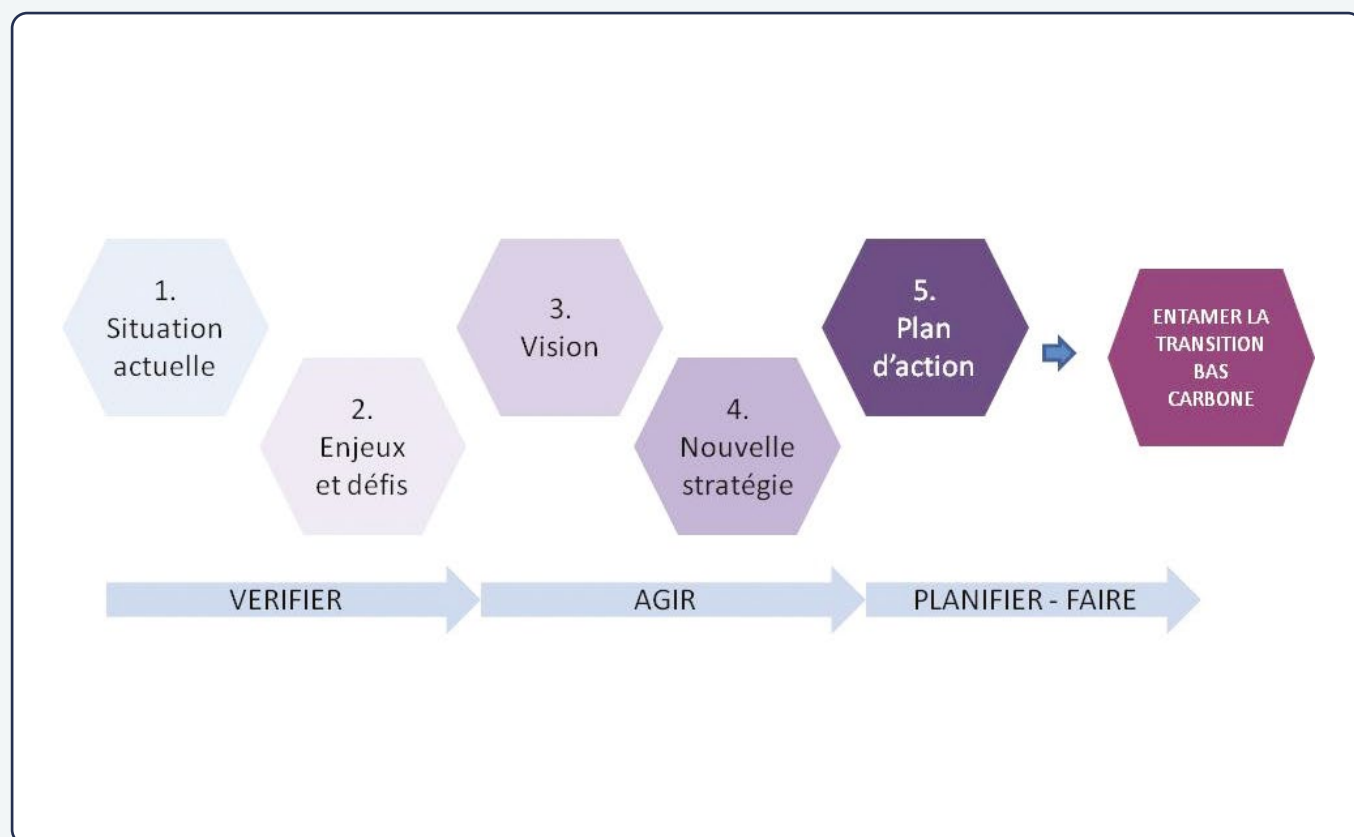 1.
Situation
actuelle
2.
Enjeux
et défis
3.
Vision
4.
Nouvelle
stratégie
5.
Plan
d’action
ENTAMER LA
TRANSITION
BAS
CARBONE
VERIFIER
AGIR
PLANIFIER - FAIRE